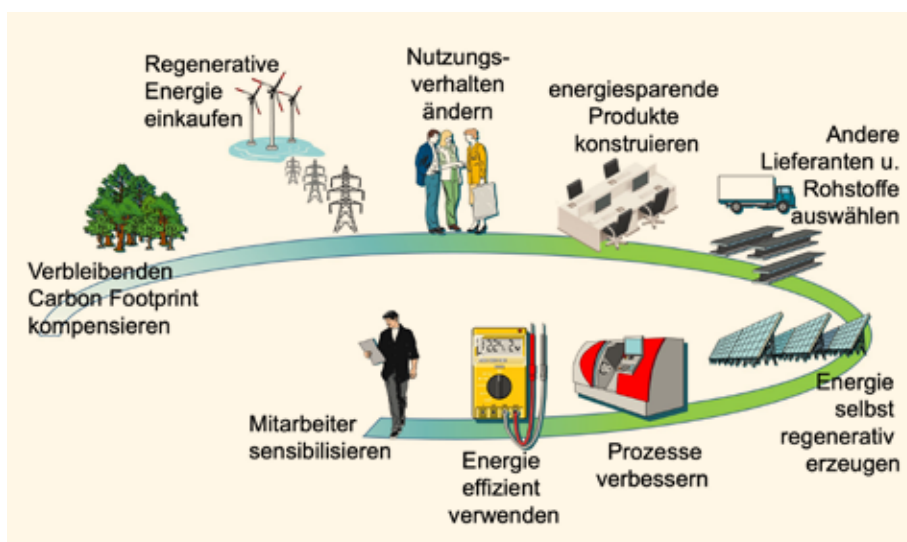 Regenerative
Energie
einkaufen
Nutzungs-
verhalten
ändern
energiesparende
Produkte
konstruieren
Andere
Lieferanten u.
Rohstoffe
auswählen
Verbleibenden
Carbon Footprint
kompensieren
Mitarbeiter
sensibilisieren
Energie
effizient
verwenden
Prozesse
verbessern
Energie
selbst
regenerativ
erzeugen